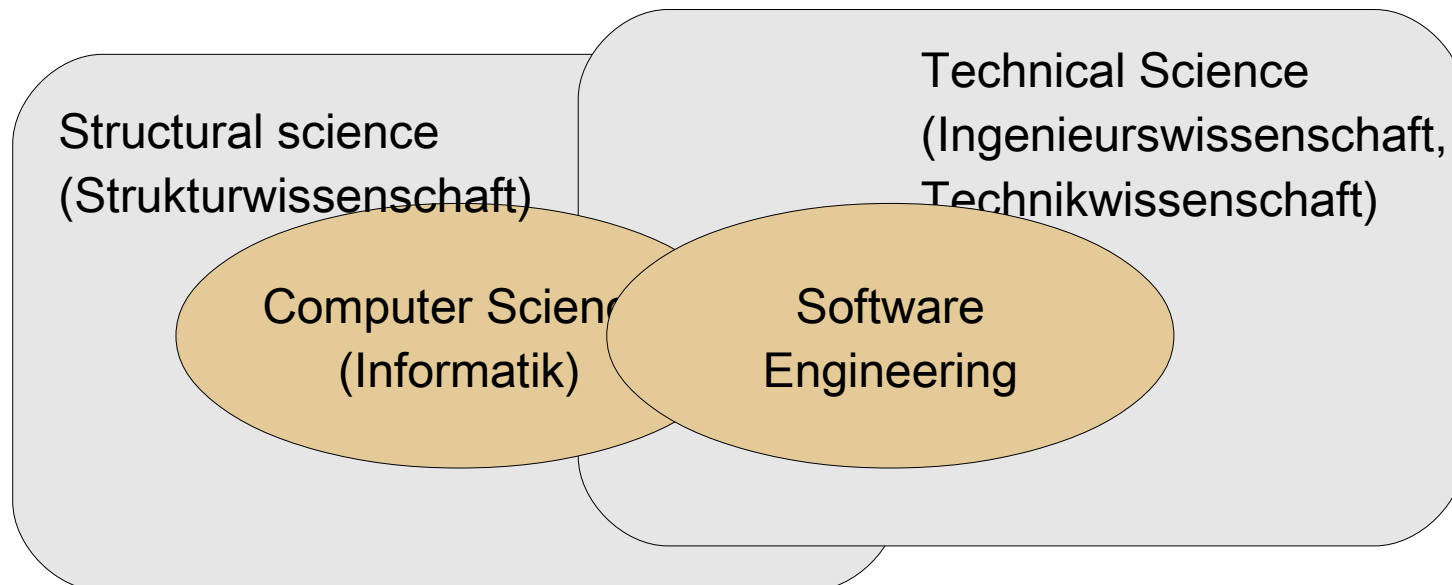 Structural science
(Strukturwissenschaft)
Technical Science
(Ingenieurswissenschaft,
Technikwissenschaft)
Computer Scienc
(Informatik)
Software
Engineering